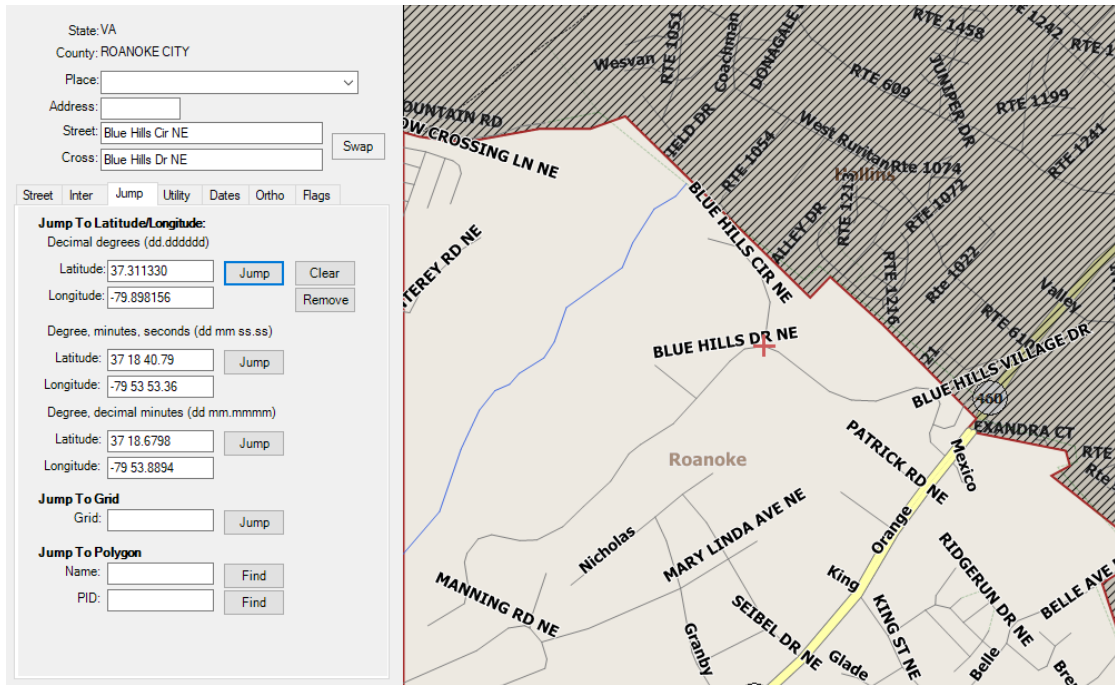 State: VA
County: ROANOKE CITY
Place:
Address:
Street: Blue Hills Cir NE
Cross: Blue Hills Dr NE
Swap
Street Inter Jump Utility Dates Ortho Flags
Jump To Latitude/Longitude:
Decimal degrees (dd.dddddd)
Latitude: 37.311330 Jump Clear
Longitude: -79.898156 Remove
Degree, minutes, seconds (dd mm ss.ss)
Latitude: 37 18 40.79 Jump
Longitude: -79 53 53.36
Degree, decimal minutes (dd mm.mmmm)
Latitude: 37 18.6798 Jump
Longitude: -79 53.8894
Jump To Grid
Grid: Jump
Jump To Polygon
Name: Find
PID: Find
RTE 1051
Coachman
DONAGALE
RTE 1458
RTE 1242
RTE 1
Wesvan
RTE 609
JUNIPER DR
RTE 1199
OUNTAIN RD
OW CROSSING LN NE
IELD DR
RTE 1054
West Ruritan
Rte 1074
RTE 1241
Hollins
RTE 1213
RTE 1072
BLUE HILLS CIR NE
ALLEY DR
RTE 1216
Rte 1022
Valley
NTEREY RD NE
RTE 610
BLUE HILLS DR NE
21
BLUE HILLS VILLAGE DR
460
EXANDRA CT
RTE
Rte
Roanoke
PATRICK RD NE
Mexico
Nicholas
MARY LINDA AVE NE
Orange
King
RIDGERUN DR NE
BELLE AVE
MANNING RD NE
SEIBEL DR NE
KING ST NE
Granby
Glade
Belle
Bre